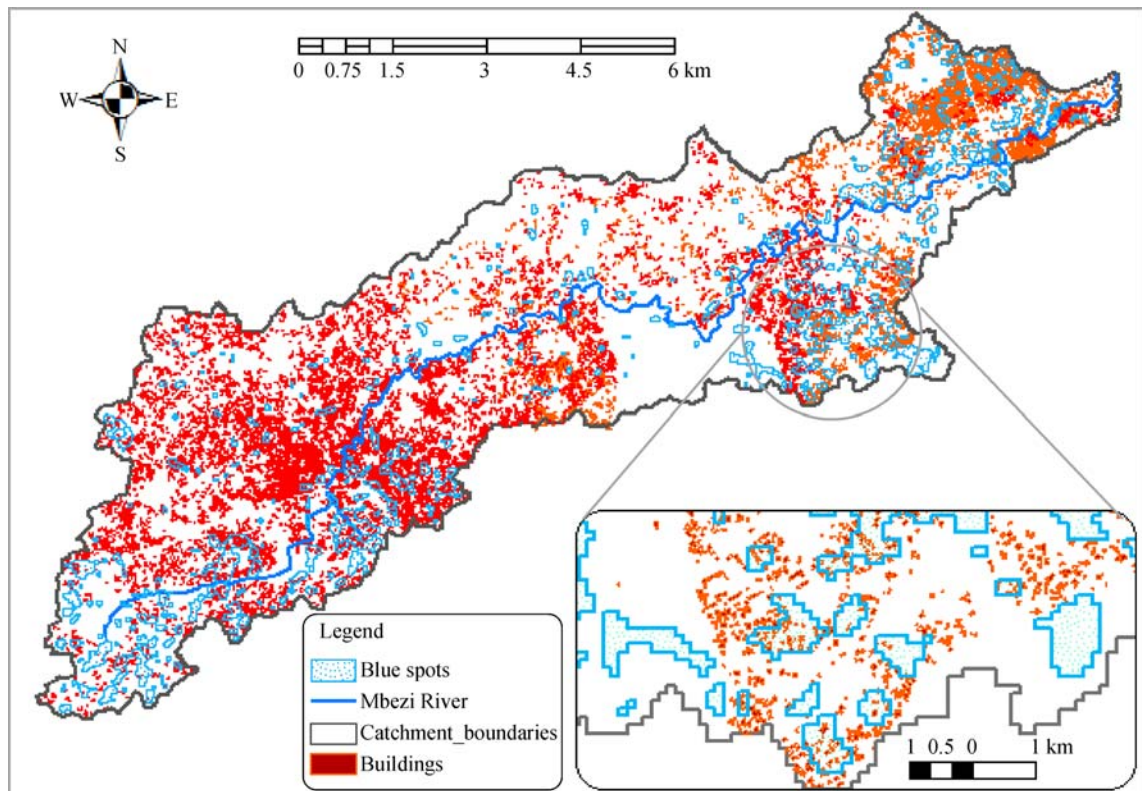 N
W E
S
0 0.75 1.5 3 4.5 6 km
Legend
Blue spots
Mbezi River
Catchment_boundaries
Buildings
1 0.5 0 1 km